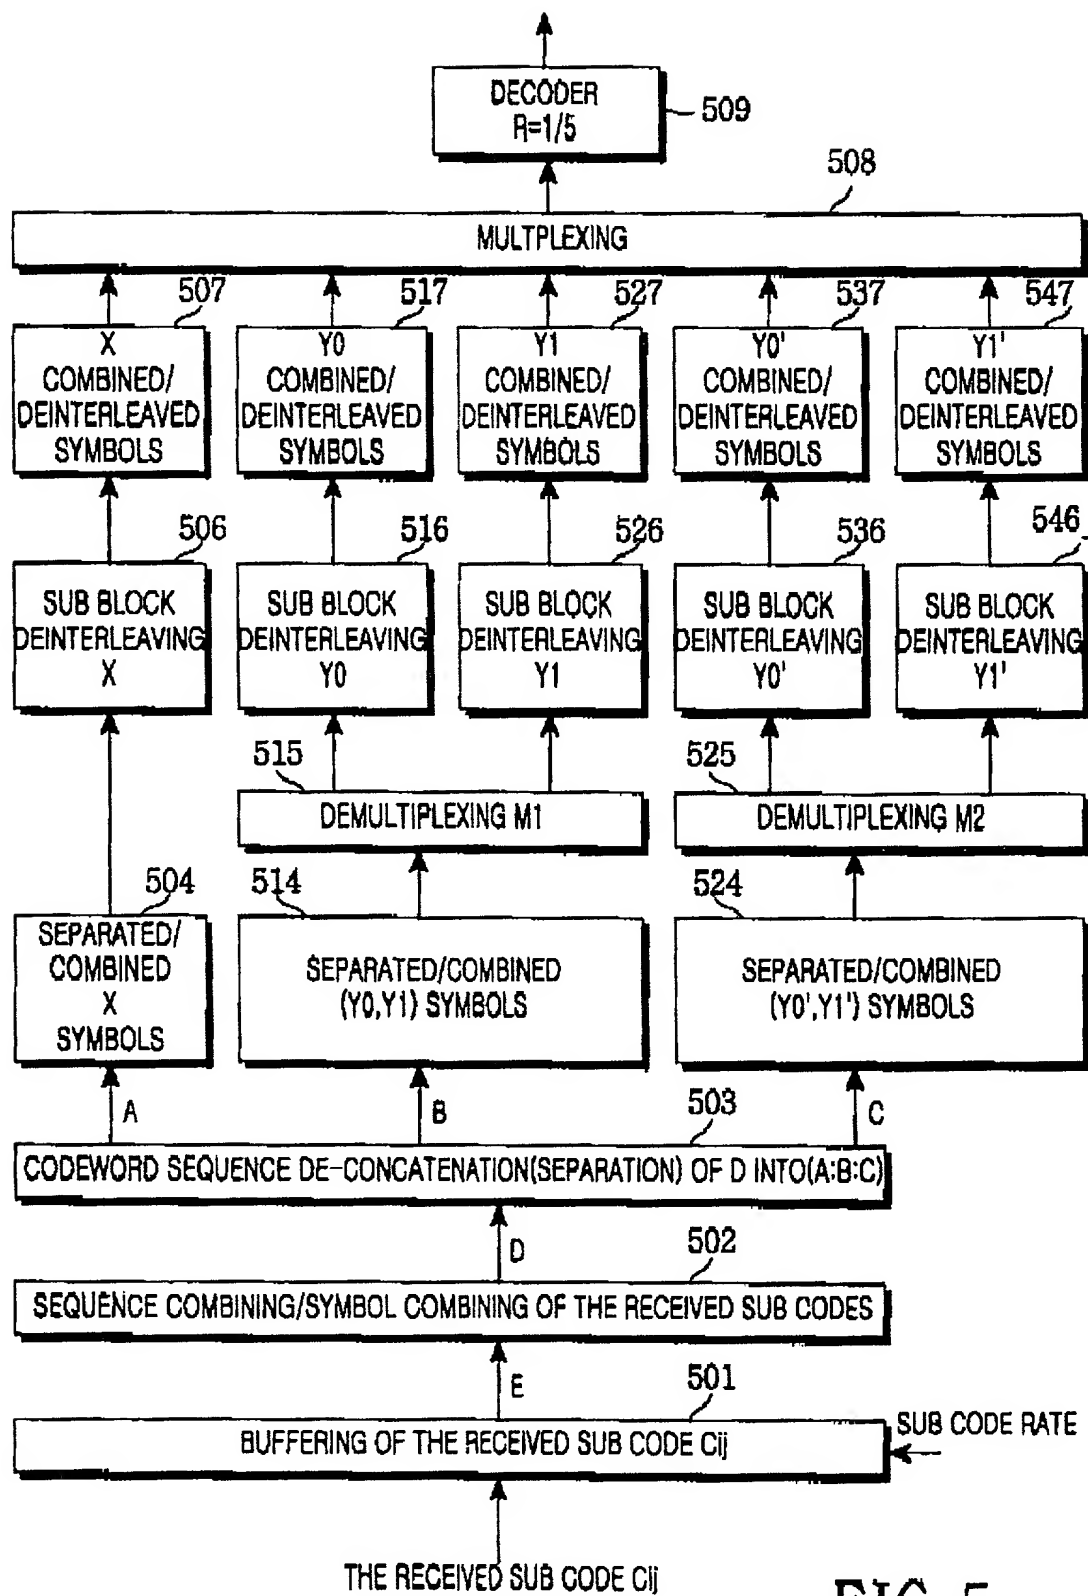 DECODER
R=1/5
509
508
MULTPLEXING
507
517
527
537
547
X
COMBINED/
DEINTERLEAVED
SYMBOLS
Y0
COMBINED/
DEINTERLEAVED
SYMBOLS
Y1
COMBINED/
DEINTERLEAVED
SYMBOLS
Y0'
COMBINED/
DEINTERLEAVED
SYMBOLS
Y1'
COMBINED/
DEINTERLEAVED
SYMBOLS
506
516
526
536
546
SUB BLOCK
DEINTERLEAVING
X
SUB BLOCK
DEINTERLEAVING
Y0
SUB BLOCK
DEINTERLEAVING
Y1
SUB BLOCK
DEINTERLEAVING
Y0'
SUB BLOCK
DEINTERLEAVING
Y1'
515
525
DEMULTIPLEXING M1
DEMULTIPLEXING M2
504
514
524
SEPARATED/
COMBINED
X
SYMBOLS
SEPARATED/COMBINED
(Y0,Y1) SYMBOLS
SEPARATED/COMBINED
(Y0',Y1') SYMBOLS
A
B
503
C
CODEWORD SEQUENCE DE-CONCATENATION(SEPARATION) OF D INTO(A:B:C)
D
502
SEQUENCE COMBINING/SYMBOL COMBINING OF THE RECEIVED SUB CODES
E
501
BUFFERING OF THE RECEIVED SUB CODE Cij
SUB CODE RATE
THE RECEIVED SUB CODE Cij